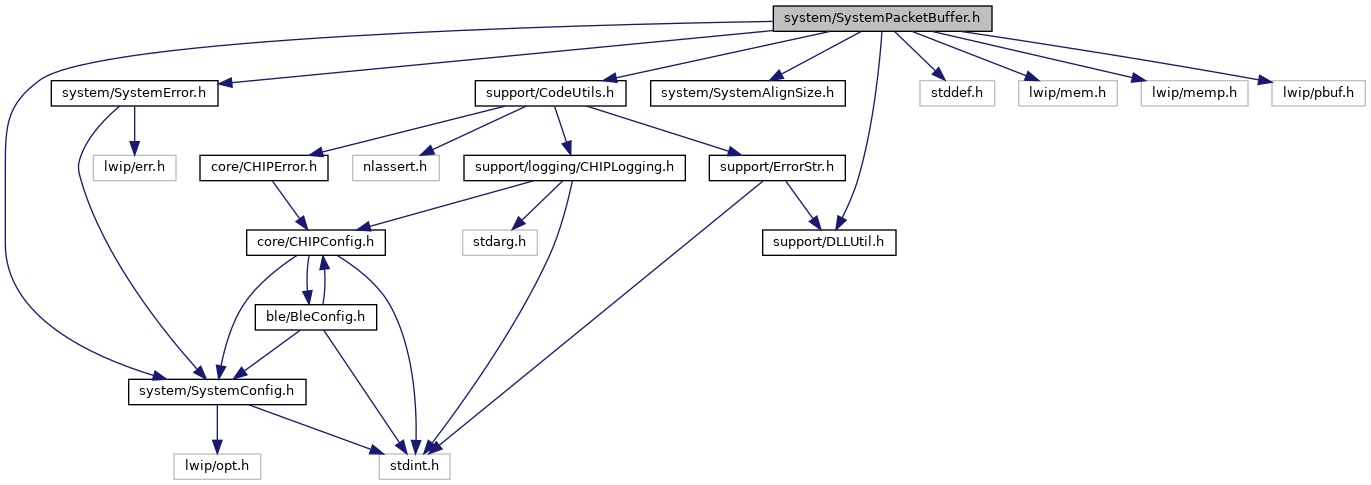 system/SystemPacketBuffer.h
system/SystemError.h
support/CodeUtils.h
system/SystemAlignSize.h
stddef.h
lwip/mem.h
lwip/memp.h
lwip/pbuf.h
lwip/err.h
core/CHIPError.h
nlassert.h
support/logging/CHIPLogging.h
support/ErrorStr.h
core/CHIPConfig.h
stdarg.h
support/DLLUtil.h
ble/BleConfig.h
system/SystemConfig.h
lwip/opt.h
stdint.h